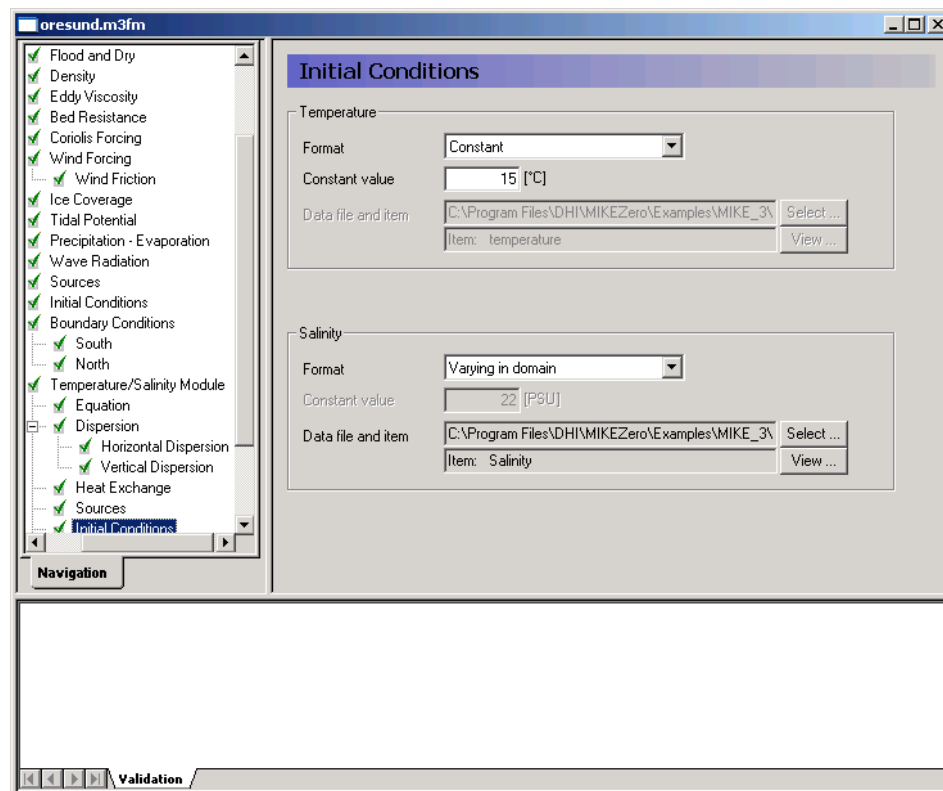 oresund.m3fm
Flood and Dry
Density
Eddy Viscosity
Bed Resistance
Coriolis Forcing
Wind Forcing
Wind Friction
Ice Coverage
Tidal Potential
Precipitation - Evaporation
Wave Radiation
Sources
Initial Conditions
Boundary Conditions
South
North
Temperature/Salinity Module
Equation
Dispersion
Horizontal Dispersion
Vertical Dispersion
Heat Exchange
Sources
Initial Conditions
Navigation
Initial Conditions
Temperature
Format Constant
Constant value 15 [°C]
Data file and item C:\Program Files\DHI\MIKEZero\Examples\MIKE_3\ Select ...
Item: temperature View ...
Salinity
Format Varying in domain
Constant value 22 [PSU]
Data file and item C:\Program Files\DHI\MIKEZero\Examples\MIKE_3\ Select ...
Item: Salinity View ...
Validation